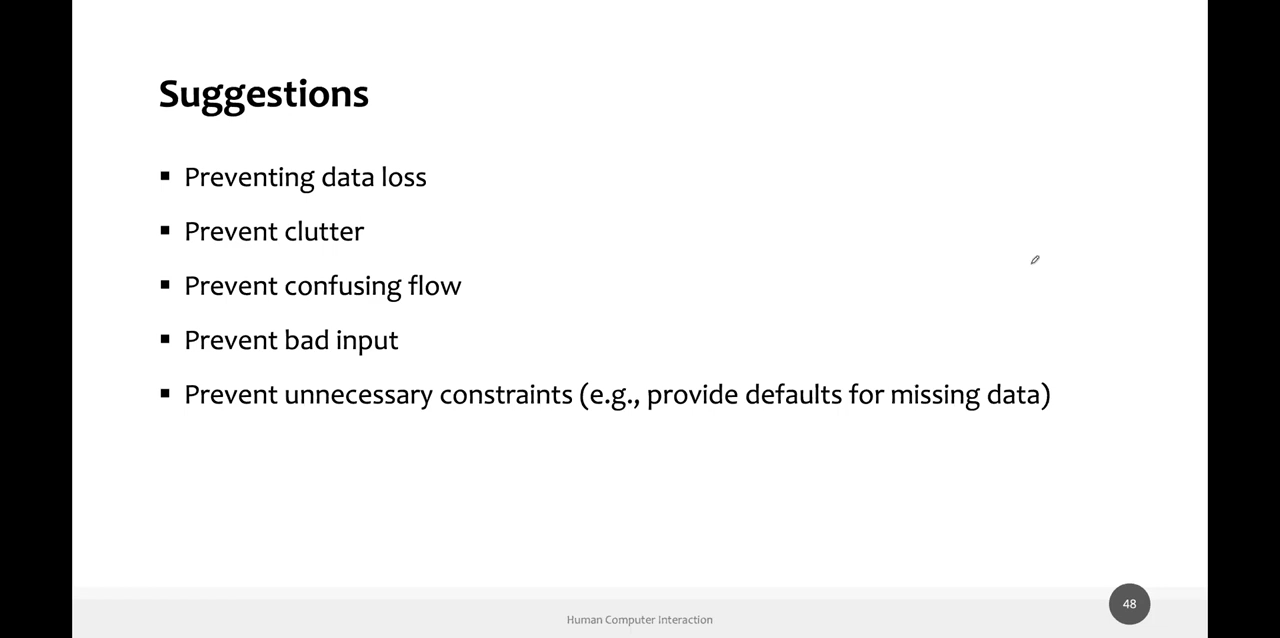 Suggestions
▪ Preventing data loss
▪ Prevent clutter
▪ Prevent confusing flow
▪ Prevent bad input
▪ Prevent unnecessary constraints (e.g., provide defaults for missing data)
48
Human Computer Interaction